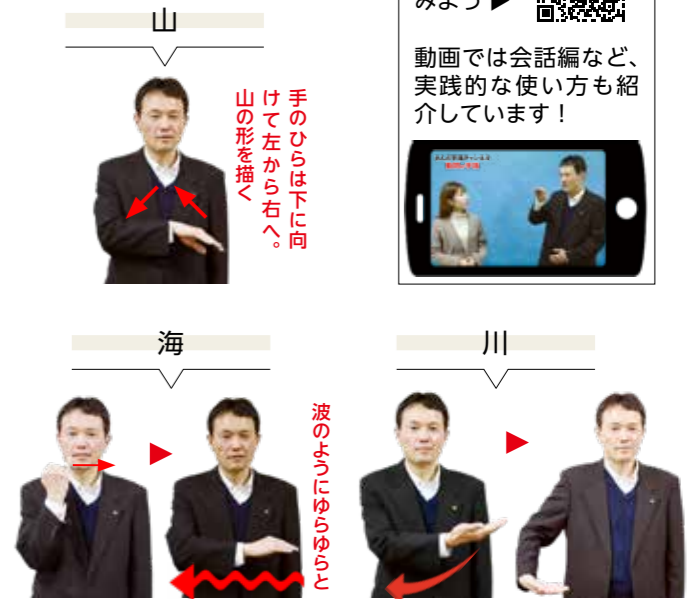 山
手のひらは下に向
けて左から右へ。
山の形を描く
みよう ▶
動画では会話編など、
実践的な使い方も紹
介しています！
海
波のようにゆらゆらと
川